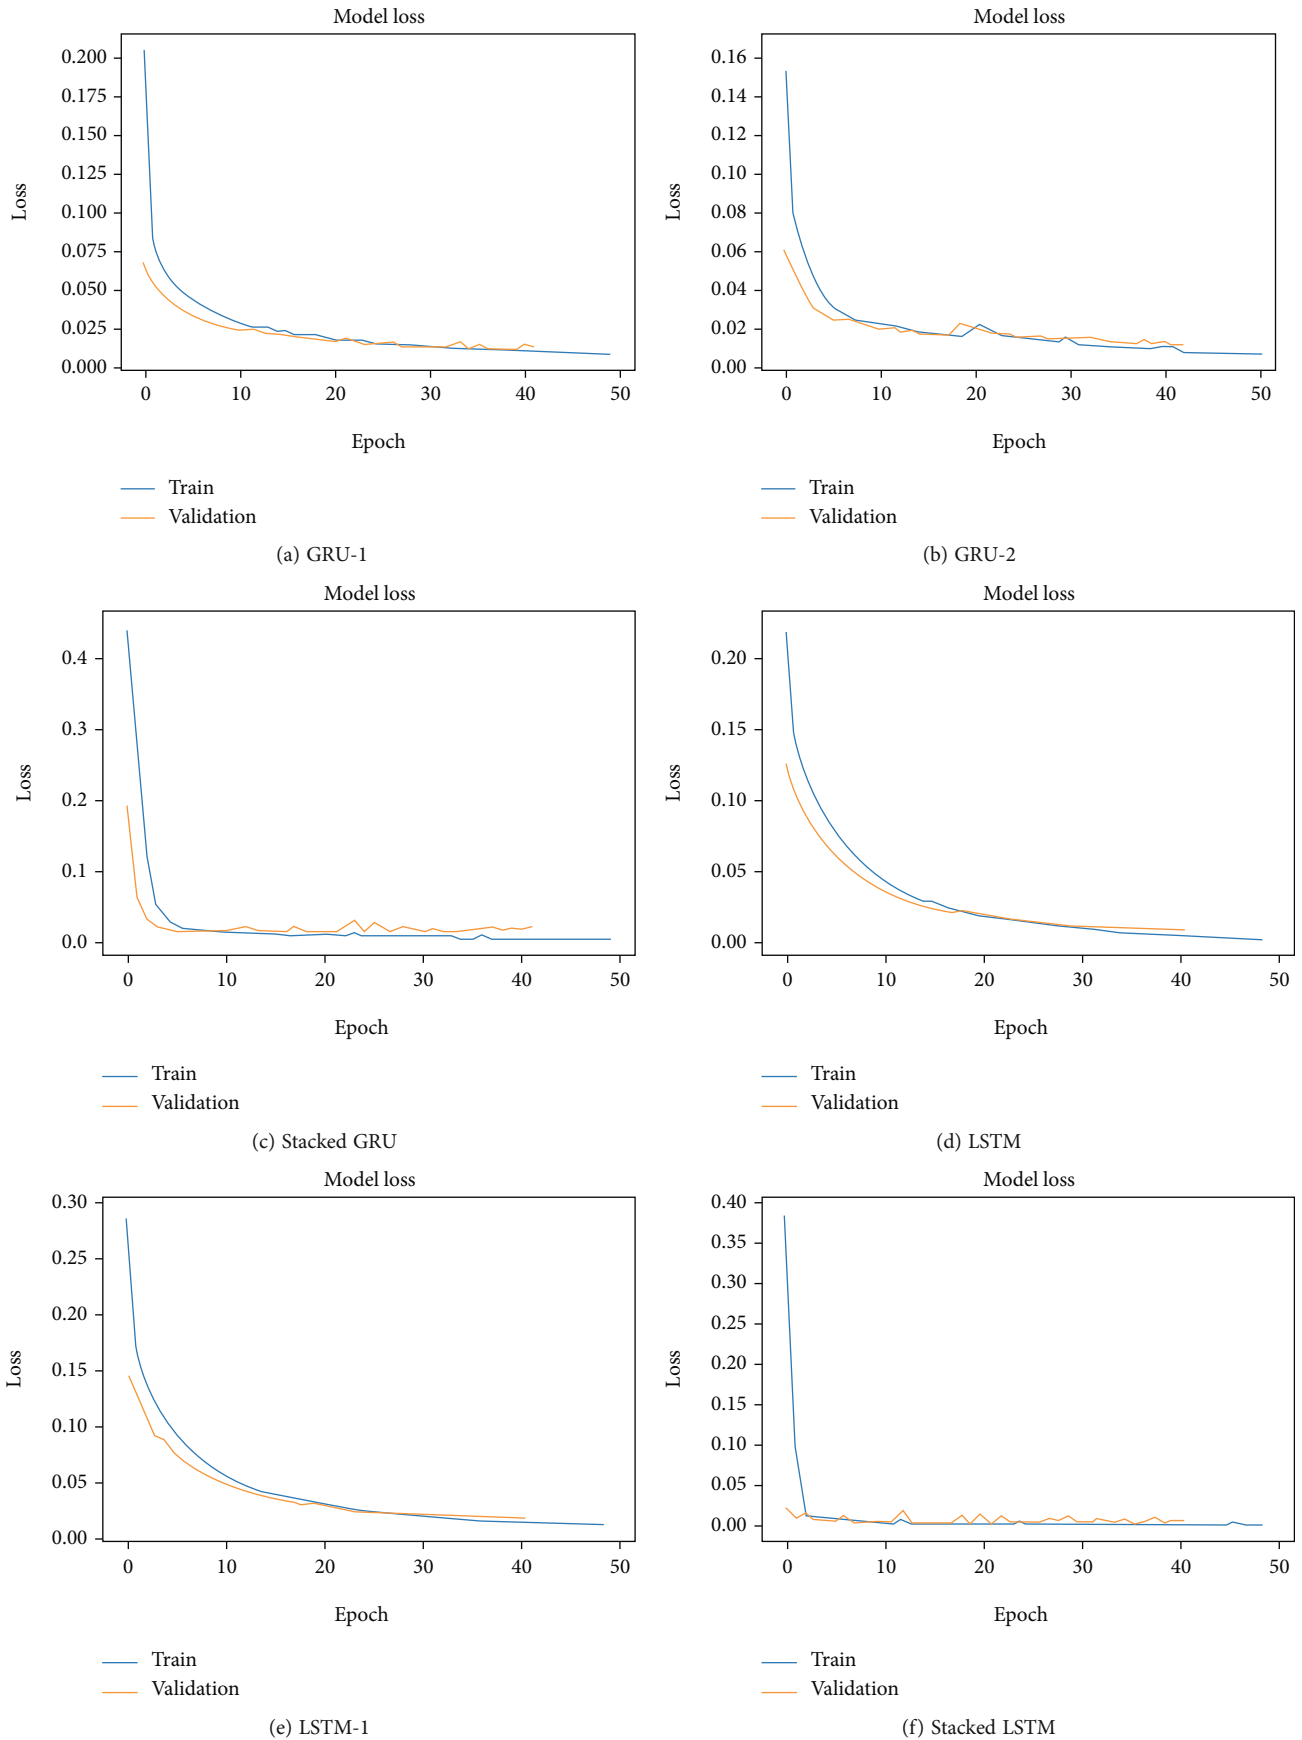 Model loss
0.200
0.175
0.150
0.125
0.100
0.075
0.050
0.025
0.000
Loss
0 10 20 30 40 50
Epoch
Train
Validation
(a) GRU-1
Model loss
0.16
0.14
0.12
0.10
0.08
0.06
0.04
0.02
0.00
Loss
0 10 20 30 40 50
Epoch
Train
Validation
(b) GRU-2
Model loss
0.4
0.3
0.2
0.1
0.0
Loss
0 10 20 30 40 50
Epoch
Train
Validation
(c) Stacked GRU
Model loss
0.20
0.15
0.10
0.05
0.00
Loss
0 10 20 30 40 50
Epoch
Train
Validation
(d) LSTM
Model loss
0.30
0.25
0.20
0.15
0.10
0.05
0.00
Loss
0 10 20 30 40 50
Epoch
Train
Validation
(e) LSTM-1
Model loss
0.40
0.35
0.30
0.25
0.20
0.15
0.10
0.05
0.00
Loss
0 10 20 30 40 50
Epoch
Train
Validation
(f) Stacked LSTM